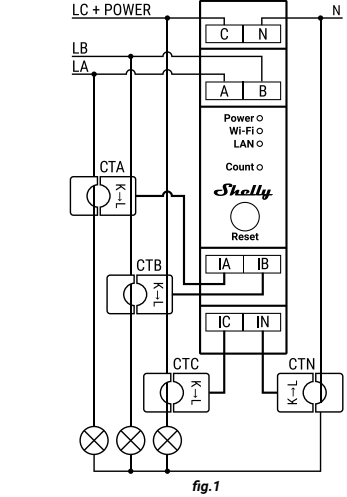 LC + POWER
N
C N
LB
LA
A B
Power
Wi-Fi
LAN
Count
Shelly
Reset
CTA
K→L
IA IB
CTB
K→L
IC IN
CTC
K→L
CTN
K→L
fig.1